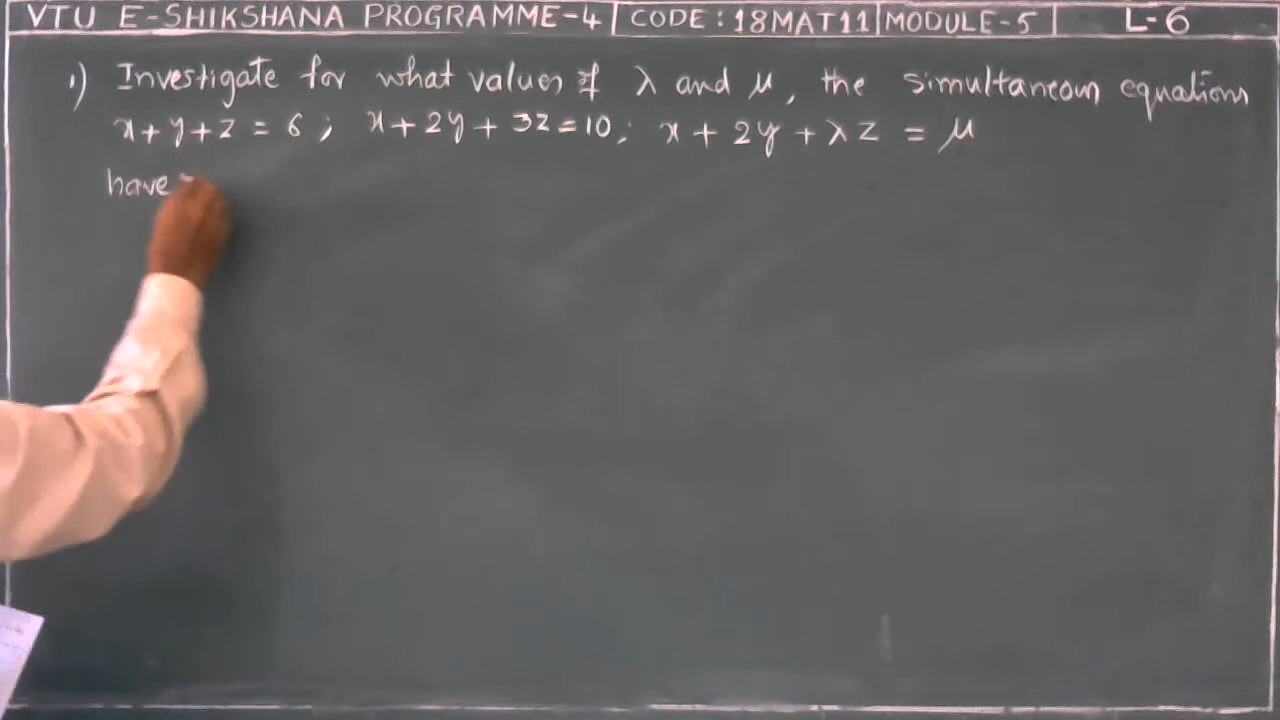 VTU E-SHIKSHANA PROGRAMME-4 CODE: 18MAT11 MODULE-5 L-6
1) Investigate for what values of λ and μ, the simultaneous equations
x+y+z = 6; x+2y+3z=10; x+2y+λz = μ
have